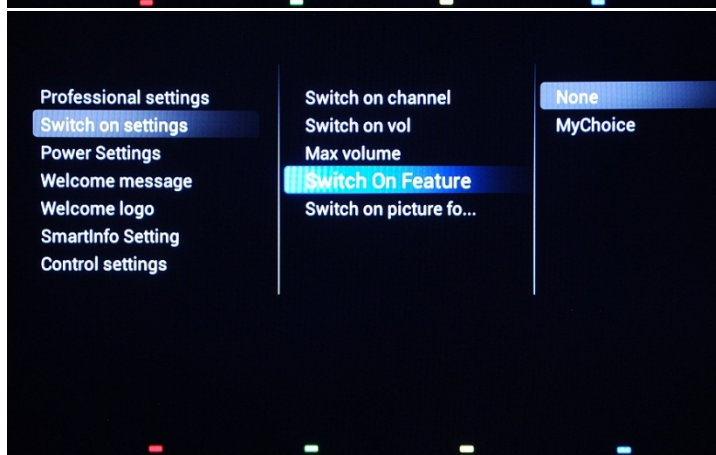 Professional settings
Switch on settings
Power Settings
Welcome message
Welcome logo
SmartInfo Setting
Control settings
Switch on channel
Switch on vol
Max volume
Switch On Feature
Switch on picture fo...
None
MyChoice